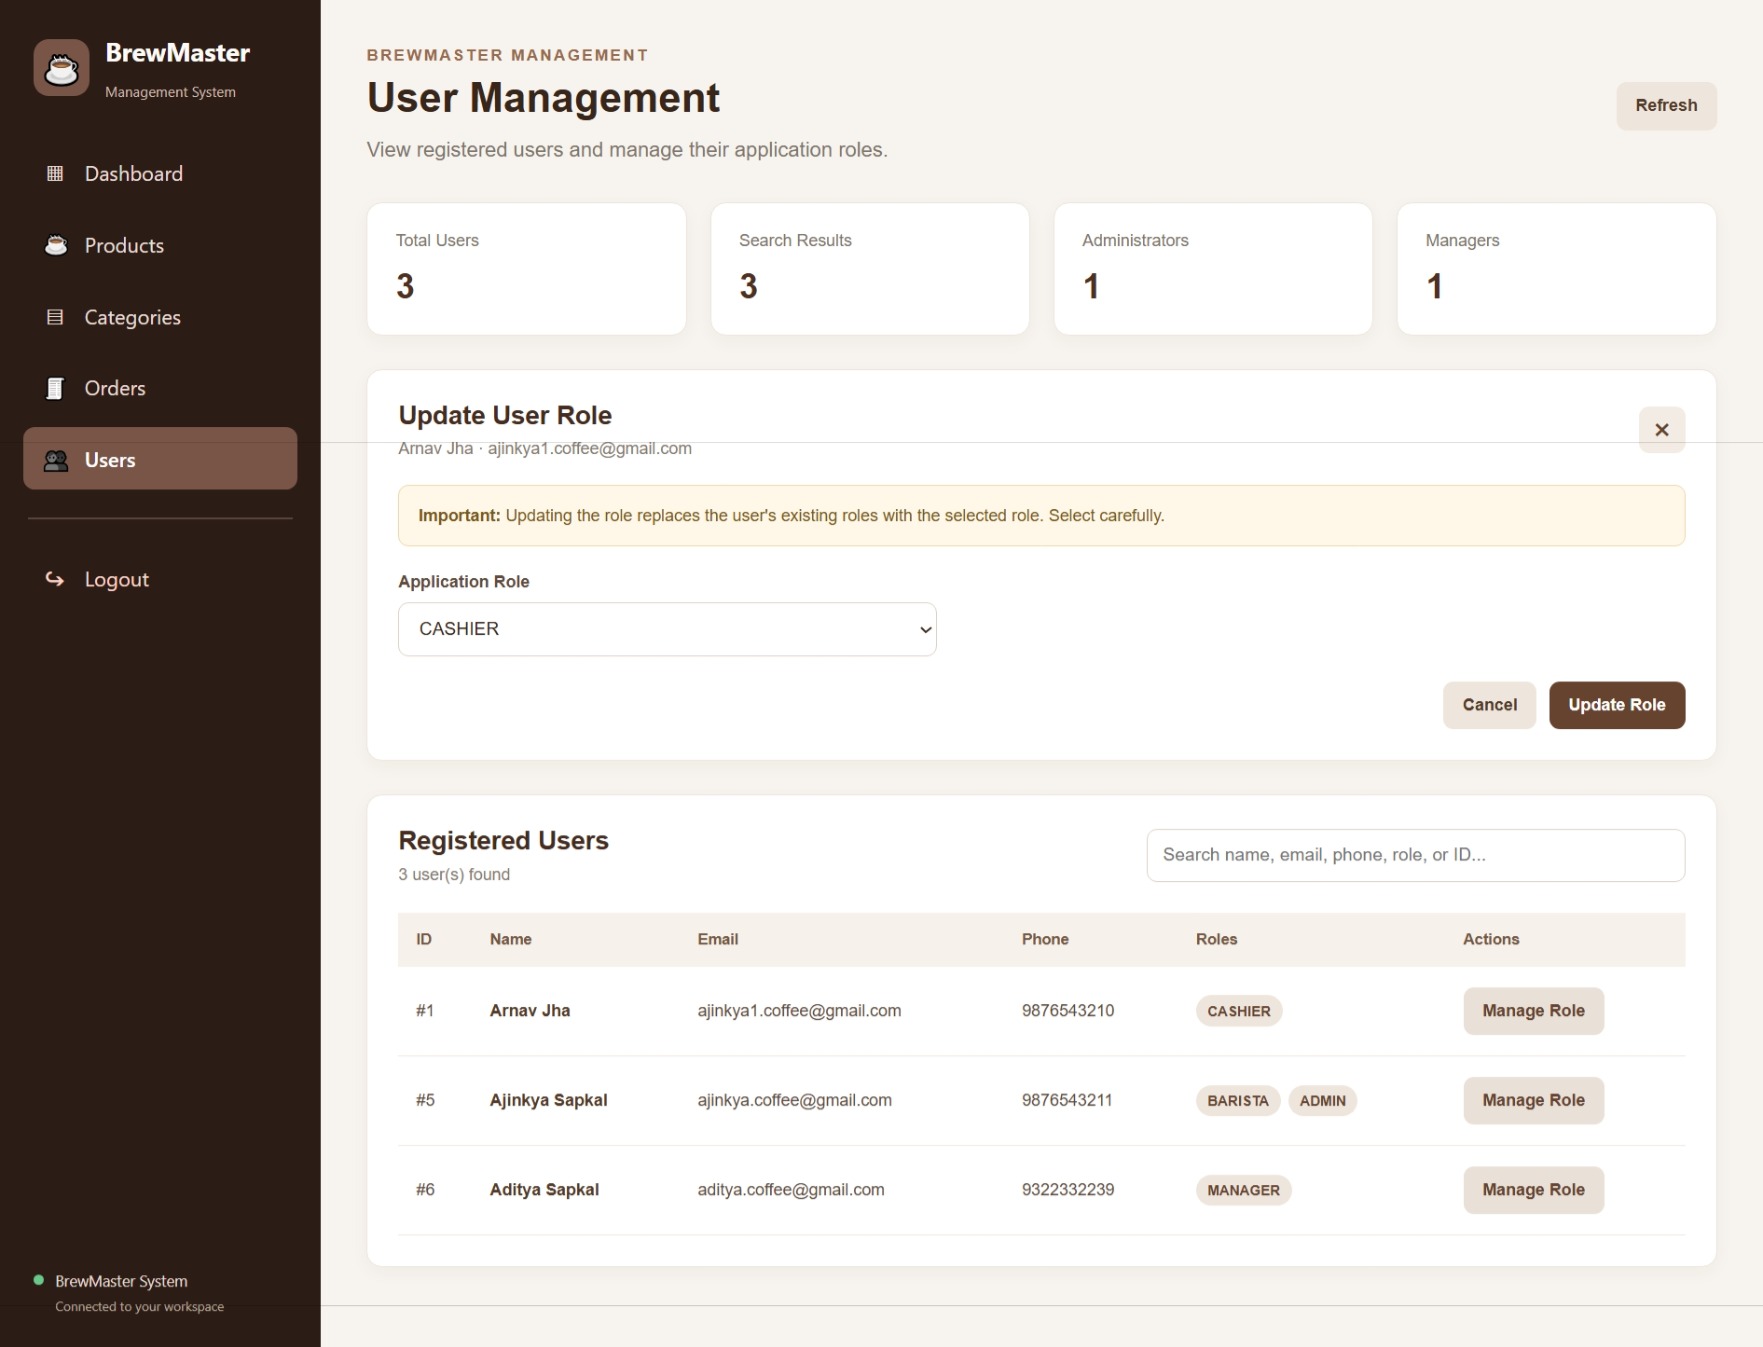 BrewMaster
Management System
Dashboard
Products
Categories
Orders
Users
Logout
BrewMaster System
Connected to your workspace
BREWMASTER MANAGEMENT
User Management
View registered users and manage their application roles.
Refresh
Total Users
3
Search Results
3
Administrators
1
Managers
1
Update User Role
Arnav Jha · ajinkya1.coffee@gmail.com
Important: Updating the role replaces the user's existing roles with the selected role. Select carefully.
Application Role
CASHIER
Cancel Update Role
Registered Users
3 user(s) found
Search name, email, phone, role, or ID...
ID Name Email Phone Roles Actions
#1 Arnav Jha ajinkya1.coffee@gmail.com 9876543210 CASHIER Manage Role
#5 Ajinkya Sapkal ajinkya.coffee@gmail.com 9876543211 BARISTA ADMIN Manage Role
#6 Aditya Sapkal aditya.coffee@gmail.com 9322332239 MANAGER Manage Role